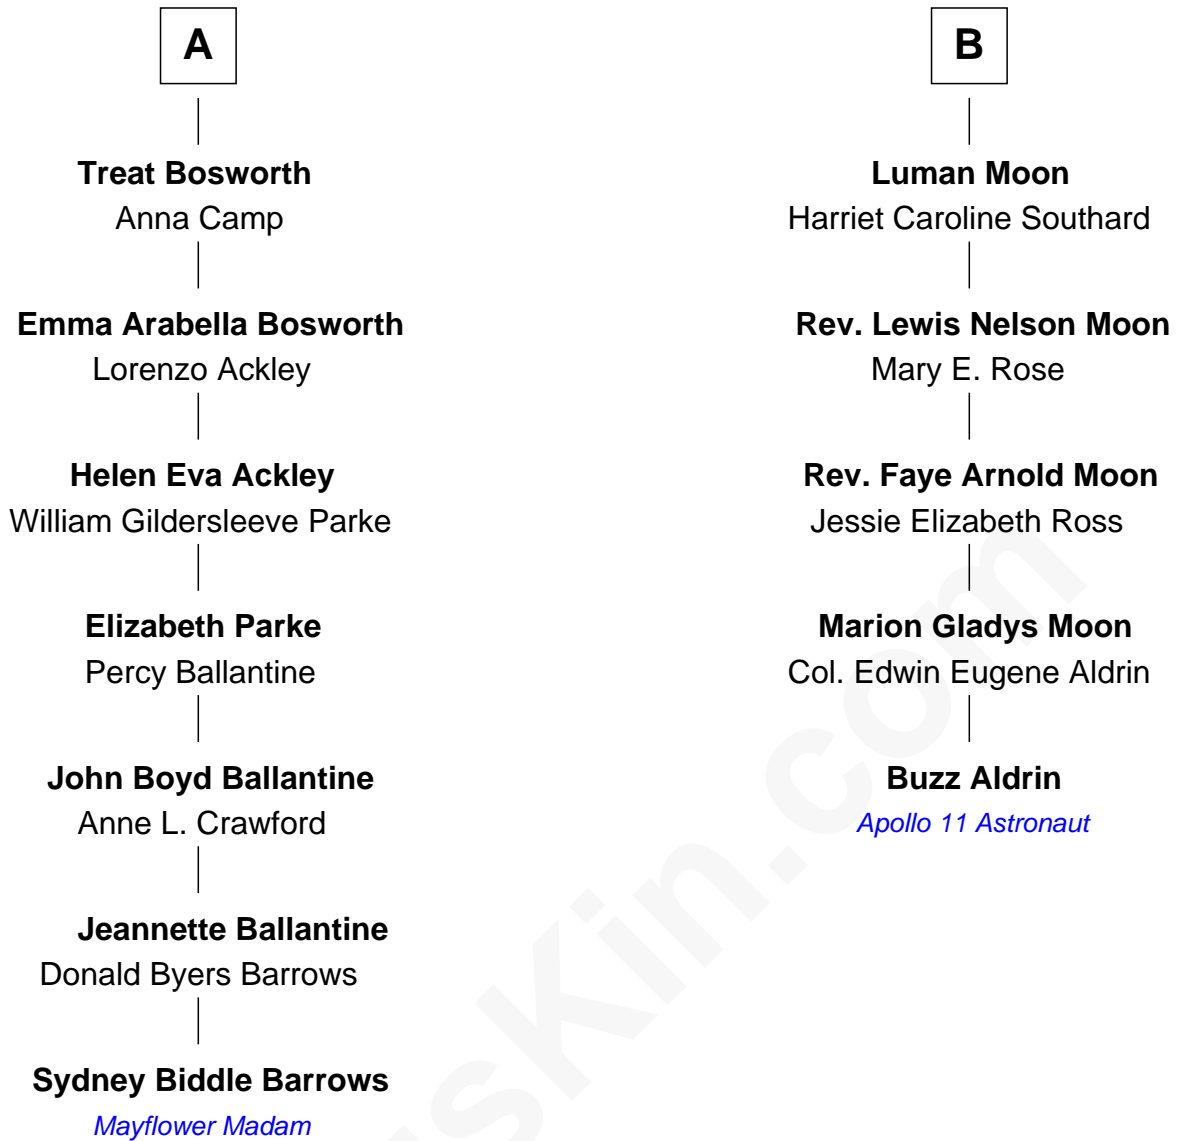 A
Treat Bosworth
Anna Camp
Emma Arabella Bosworth
Lorenzo Ackley
Helen Eva Ackley
William Gildersleeve Parke
Elizabeth Parke
Percy Ballantine
John Boyd Ballantine
Anne L. Crawford
Jeannette Ballantine
Donald Byers Barrows
Sydney Biddle Barrows
Mayflower Madam
B
Luman Moon
Harriet Caroline Southard
Rev. Lewis Nelson Moon
Mary E. Rose
Rev. Faye Arnold Moon
Jessie Elizabeth Ross
Marion Gladys Moon
Col. Edwin Eugene Aldrin
Buzz Aldrin
Apollo 11 Astronaut